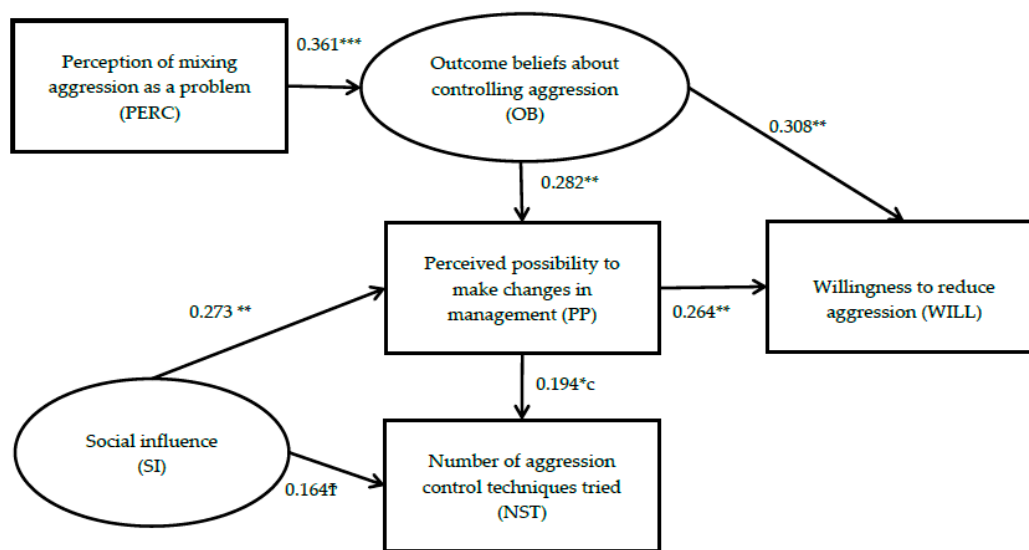 0.361***
Perception of mixing
aggression as a problem
(PERC)
Outcome beliefs about
controlling aggression
(OB)
0.308**
0.282**
Perceived possibility to
make changes in
management (PP)
Willingness to reduce
aggression (WILL)
0.273 **
0.264**
0.194*c
Social influence
(SI)
Number of aggression
control techniques tried
(NST)
0.164Ŧ